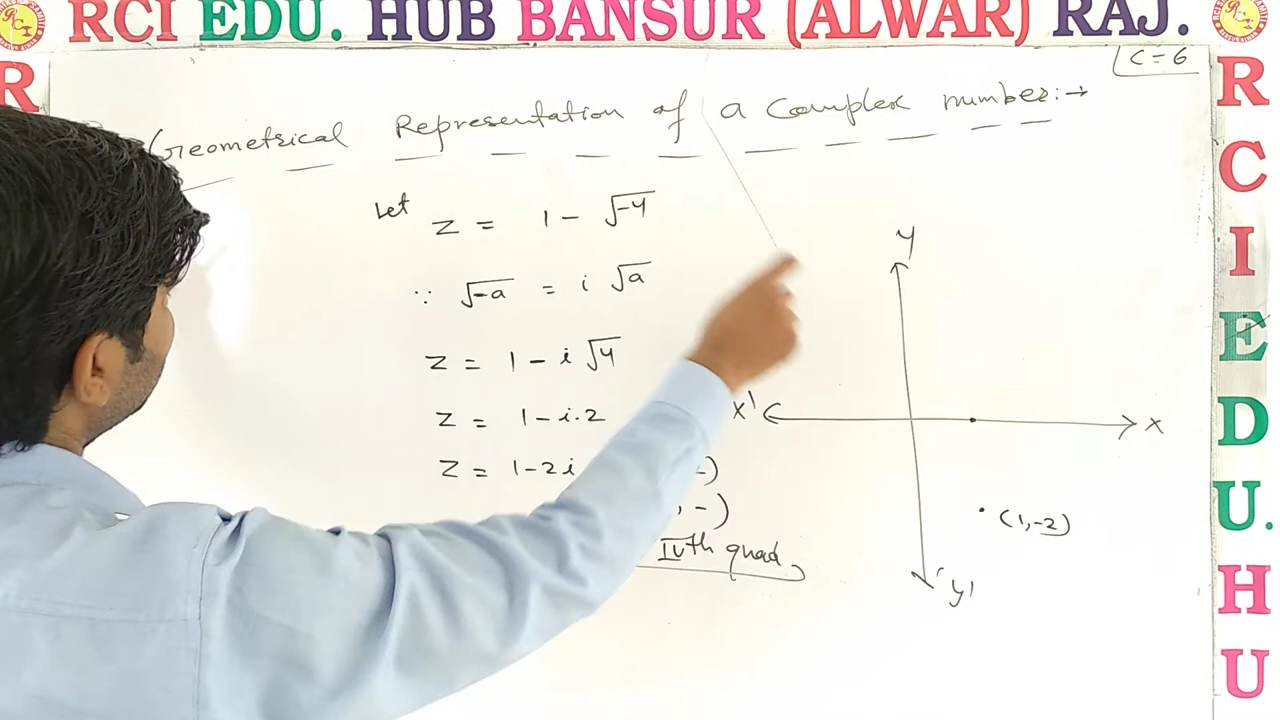 RCI EDU. HUB BANSUR (ALWAR) RAJ.
C = 6
Geometrical Representation of a Complex number:→
Let z = 1 - √-4
∵ √-a = i √a
z = 1 - i √4
z = 1 - i.2
z = 1 - 2i
-)
, -)
IVth quad.
y
x'
x
(1,-2)
y'
R
R
C
I
E
D
U.
H
U